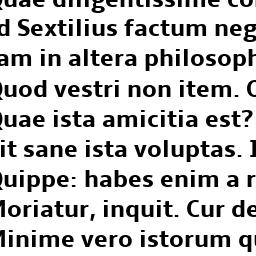 Quae diligentissime con
d Sextilius factum neg
am in altera philosoph
Quod vestri non item. Q
Quae ista amicitia est?
it sane ista voluptas.
Quippe: habes enim a r
Moriatur, inquit. Cur de
Minime vero istorum qu